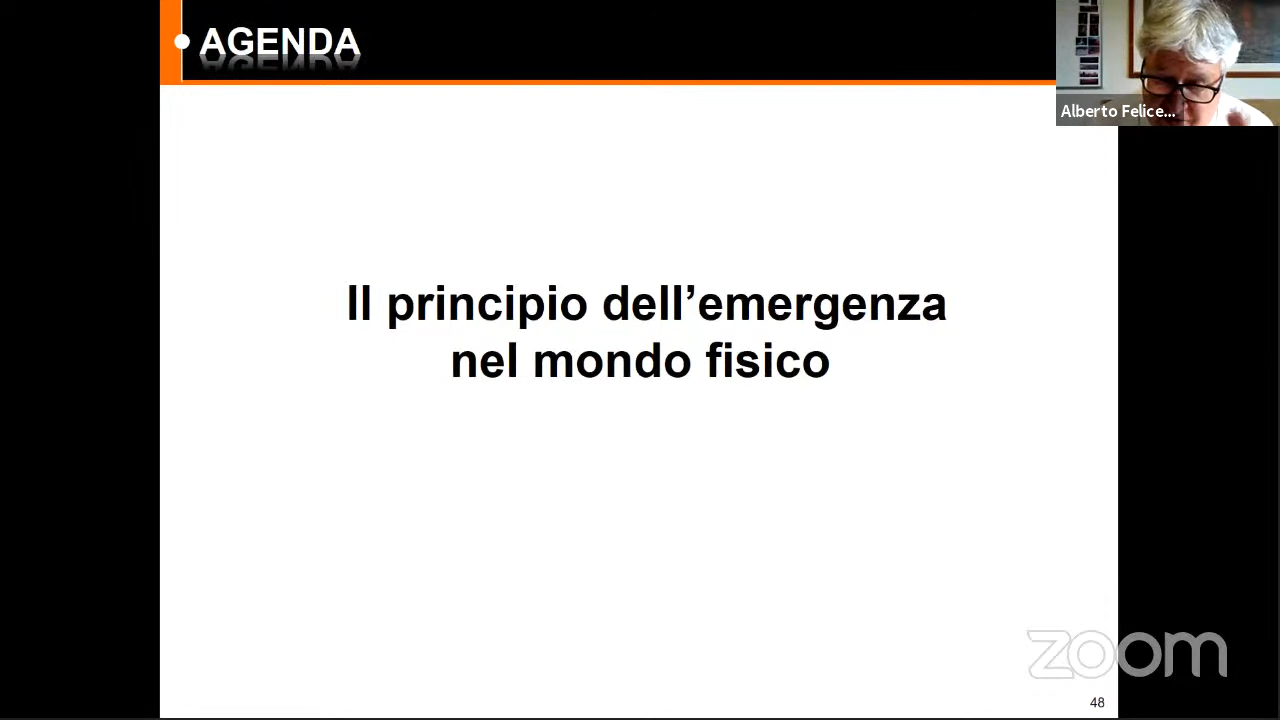 AGENDA
Alberto Felice...
Il principio dell’emergenza
nel mondo fisico
zoom
48